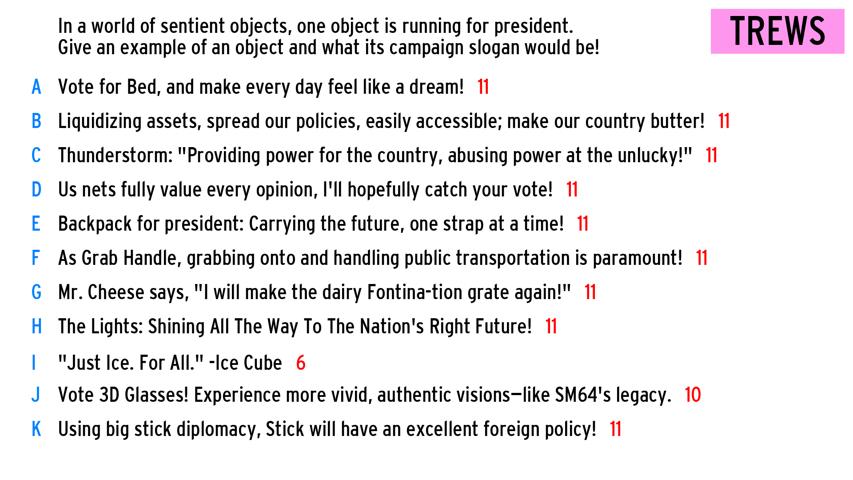 In a world of sentient objects, one object is running for president.
Give an example of an object and what its campaign slogan would be!
TREWS
A Vote for Bed, and make every day feel like a dream! 11
B Liquidizing assets, spread our policies, easily accessible; make our country butter! 11
C Thunderstorm: "Providing power for the country, abusing power at the unlucky!" 11
D Us nets fully value every opinion, I'll hopefully catch your vote! 11
E Backpack for president: Carrying the future, one strap at a time! 11
F As Grab Handle, grabbing onto and handling public transportation is paramount! 11
G Mr. Cheese says, "I will make the dairy Fontina-tion grate again!" 11
H The Lights: Shining All The Way To The Nation's Right Future! 11
I "Just Ice. For All." -Ice Cube 6
J Vote 3D Glasses! Experience more vivid, authentic visions—like SM64's legacy. 10
K Using big stick diplomacy, Stick will have an excellent foreign policy! 11